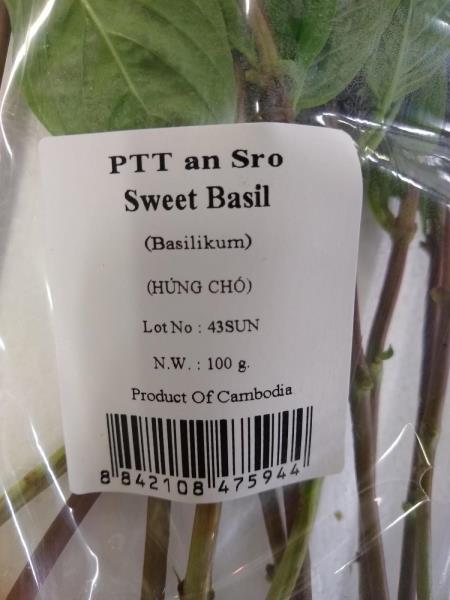 PTT an Sro
Sweet Basil
(Basilikum)
(HÚNG CHÓ)
Lot No : 43SUN
N.W. : 100 g.
Product Of Cambodia
8 842108 475944